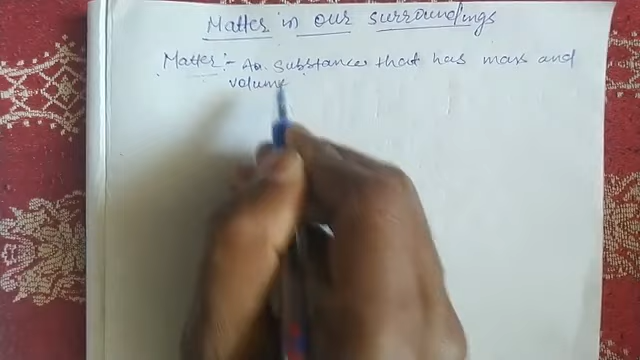 Matter in our surroundings
Matter :- An substance that has mass and
volume